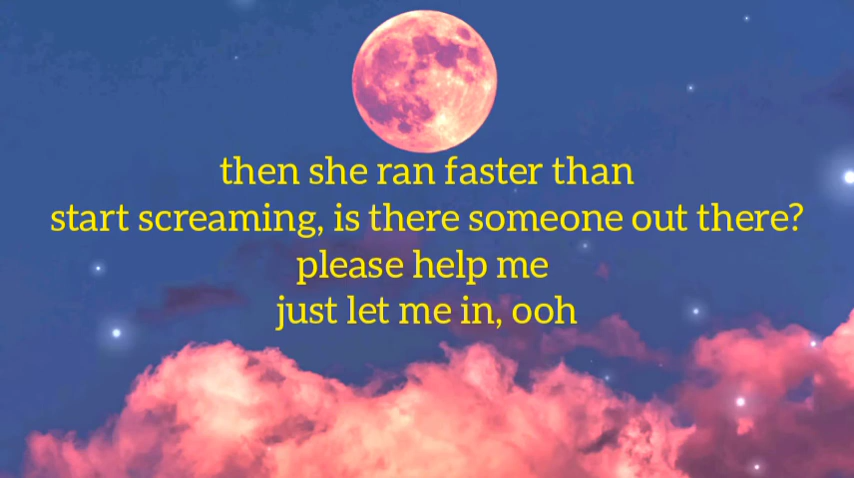 then she ran faster than
start screaming, is there someone out there?
please help me
just let me in, ooh